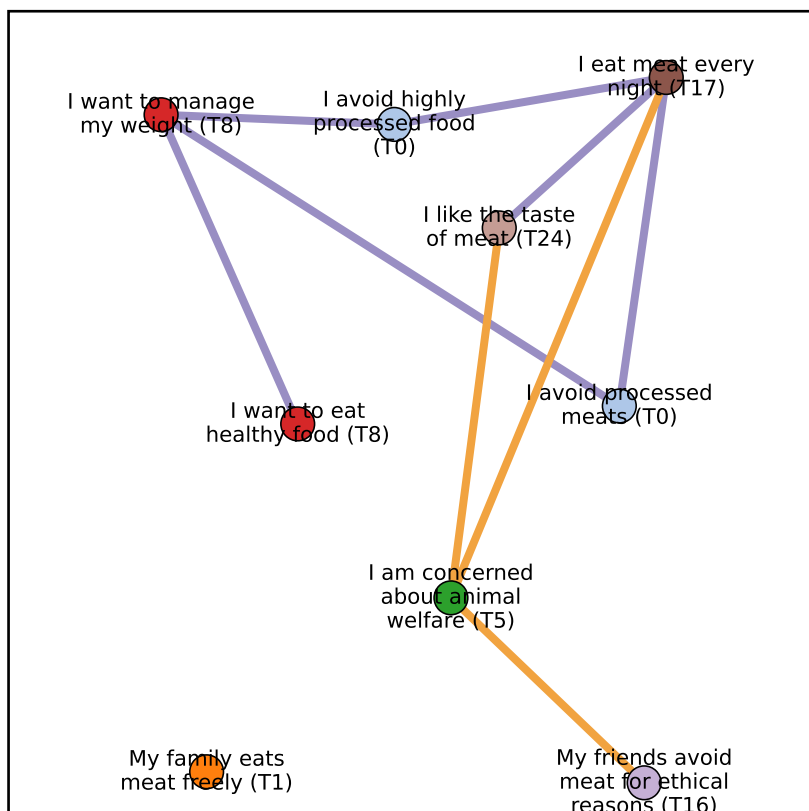 I eat meat every
night (T17)
I want to manage
my weight (T8)
I avoid highly
processed food
(T0)
I like the taste
of meat (T24)
I avoid processed
meats (T0)
I want to eat
healthy food (T8)
I am concerned
about animal
welfare (T5)
My family eats
meat freely (T1)
My friends avoid
meat for ethical
reasons (T16)